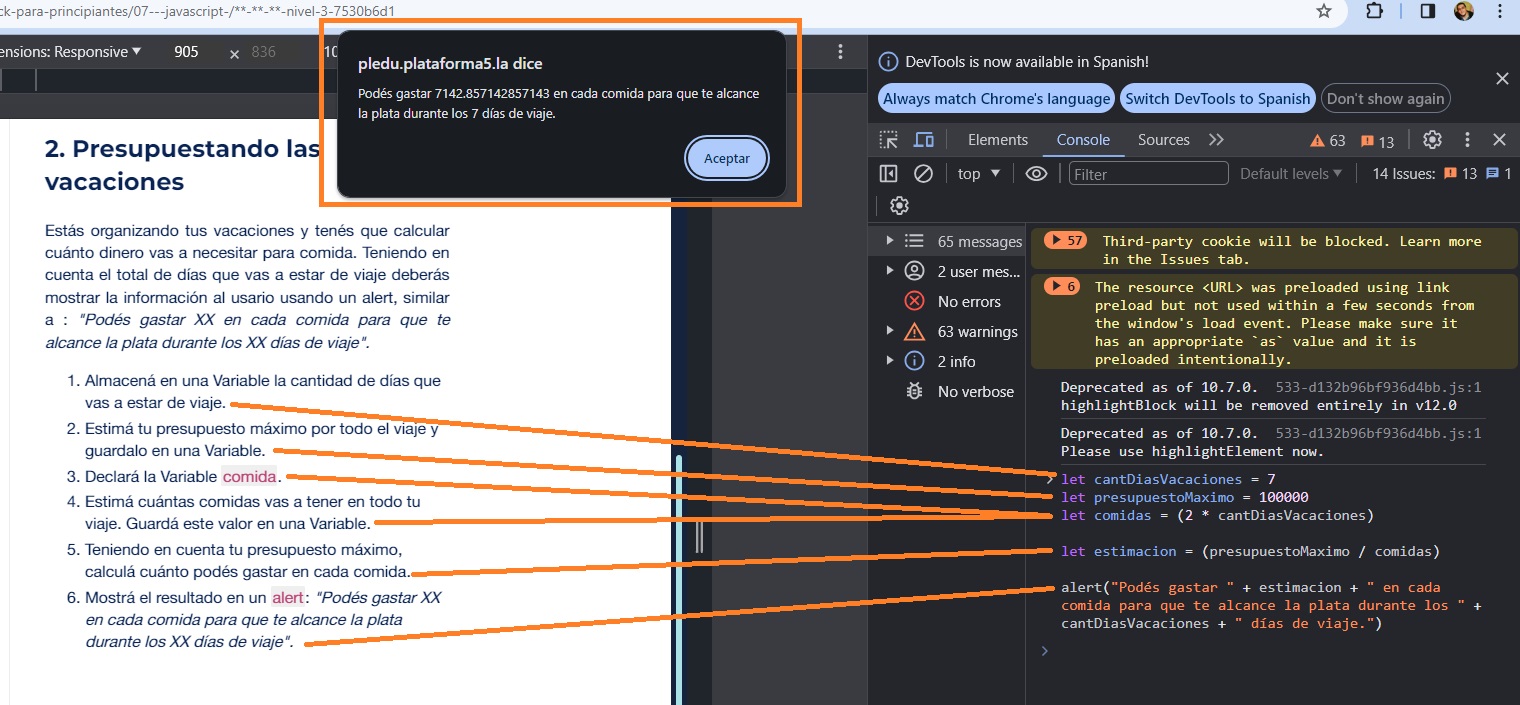 ck-para-principiantes/07---javascript-/**-**-**-nivel-3-7530b6d1
ensions: Responsive
905
×
836
10
pledu.plataforma5.la dice
Podés gastar 7142.857142857143 en cada comida para que te alcance
la plata durante los 7 días de viaje.
Aceptar
2. Presupuestando las
vacaciones
Estás organizando tus vacaciones y tenés que calcular
cuánto dinero vas a necesitar para comida. Teniendo en
cuenta el total de días que vas a estar de viaje deberás
mostrar la información al usario usando un alert, similar
a : "Podés gastar XX en cada comida para que te
alcance la plata durante los XX días de viaje".
1. Almacená en una Variable la cantidad de días que
vas a estar de viaje.
2. Estimá tu presupuesto máximo por todo el viaje y
guardalo en una Variable.
3. Declará la Variable comida.
4. Estimá cuántas comidas vas a tener en todo tu
viaje. Guardá este valor en una Variable.
5. Teniendo en cuenta tu presupuesto máximo,
calculá cuánto podés gastar en cada comida.
6. Mostrá el resultado en un alert: "Podés gastar XX
en cada comida para que te alcance la plata
durante los XX días de viaje".
DevTools is now available in Spanish!
Always match Chrome's language
Switch DevTools to Spanish
Don't show again
Elements
Console
Sources
63
13
top
Filter
Default levels
14 Issues:
13
1
65 messages
2 user mes...
No errors
63 warnings
2 info
No verbose
57
Third-party cookie will be blocked. Learn more
in the Issues tab.
6
The resource <URL> was preloaded using link
preload but not used within a few seconds from
the window's load event. Please make sure it
has an appropriate `as` value and it is
preloaded intentionally.
Deprecated as of 10.7.0. 533-d132b96bf936d4bb.js:1
highlightBlock will be removed entirely in v12.0
Deprecated as of 10.7.0. 533-d132b96bf936d4bb.js:1
Please use highlightElement now.
let cantDiasVacaciones = 7
let presupuestoMaximo = 100000
let comidas = (2 * cantDiasVacaciones)
let estimacion = (presupuestoMaximo / comidas)
alert("Podés gastar " + estimacion + " en cada
comida para que te alcance la plata durante los " +
cantDiasVacaciones + " días de viaje.")